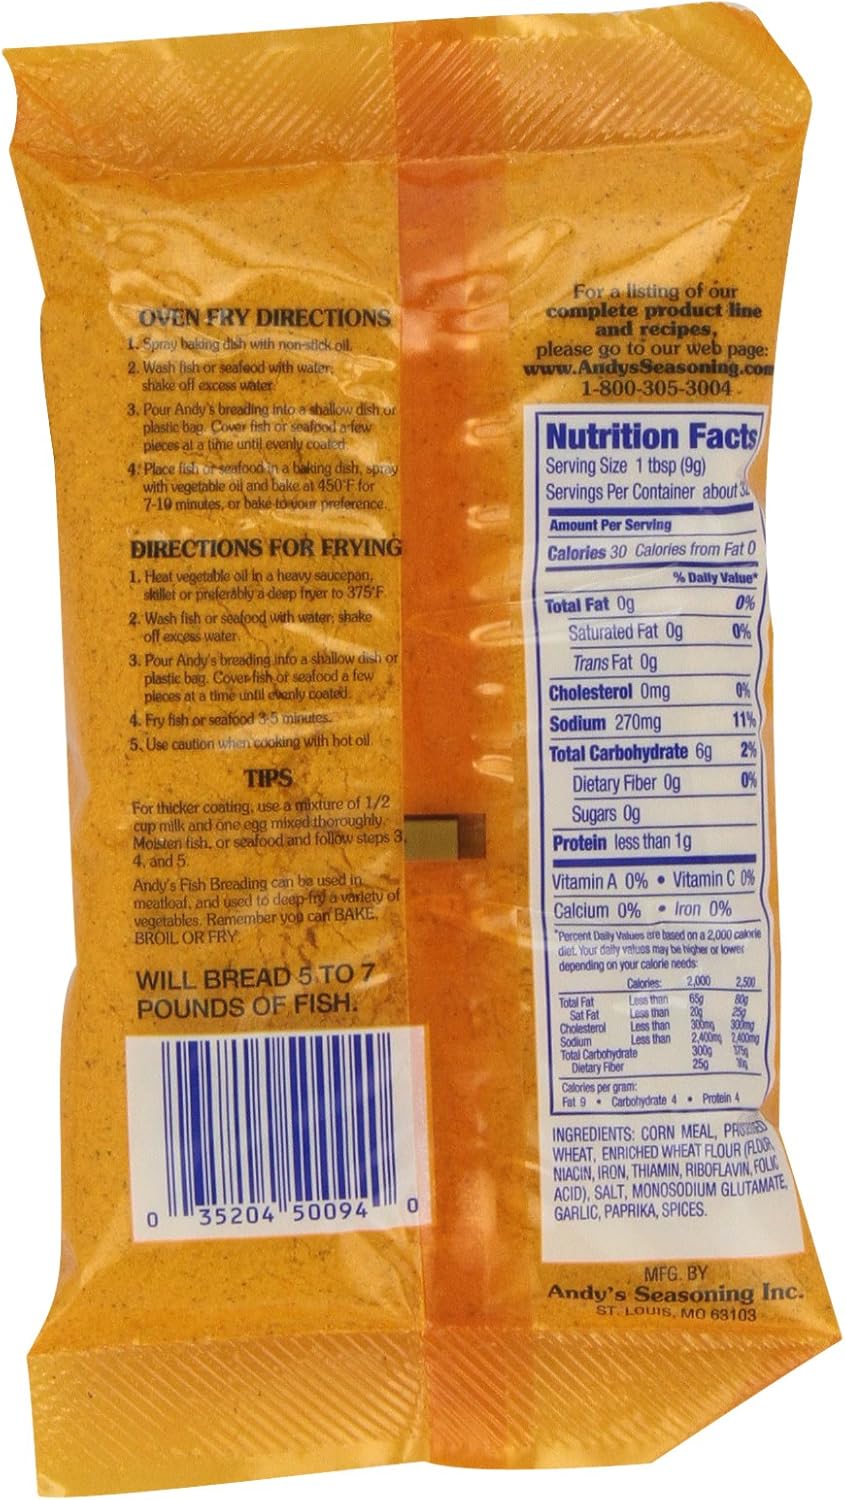 OVEN FRY DIRECTIONS
1. Spray baking dish with non-stick oil.
2. Wash fish or seafood with water;
shake off excess water
3. Pour Andy's breading into a shallow dish or
plastic bag. Cover fish or seafood a few
pieces at a time until evenly coated.
4. Place fish or seafood in a baking dish, spray
with vegetable oil and bake at 450°F for
7-10 minutes, or bake to your preference.
DIRECTIONS FOR FRYING
1. Heat vegetable oil in a heavy saucepan,
skillet or preferably a deep fryer to 375°F.
2. Wash fish or seafood with water; shake
off excess water.
3. Pour Andy's breading into a shallow dish or
plastic bag. Cover fish or seafood a few
pieces at a time until evenly coated.
4. Fry fish or seafood 3-5 minutes.
5. Use caution when cooking with hot oil.
TIPS
For thicker coating, use a mixture of 1/2
cup milk and one egg mixed thoroughly.
Moisten fish, or seafood and follow steps 3,
4, and 5.
Andy's Fish Breading can be used in
meatloaf, and used to deep-fry a variety of
vegetables. Remember you can BAKE,
BROIL OR FRY
WILL BREAD 5 TO 7
POUNDS OF FISH.
0 35204 50094 0
For a listing of our
complete product line
and recipes,
please go to our web page:
www.AndysSeasoning.com
1-800-305-3004
Nutrition Facts
Serving Size 1 tbsp (9g)
Servings Per Container about
Amount Per Serving
Calories 30 Calories from Fat 0
% Daily Value*
Total Fat 0g 0%
Saturated Fat 0g 0%
Trans Fat 0g
Cholesterol 0mg 0%
Sodium 270mg 11%
Total Carbohydrate 6g 2%
Dietary Fiber 0g 0%
Sugars 0g
Protein less than 1g
Vitamin A 0% • Vitamin C 0%
Calcium 0% • Iron 0%
*Percent Daily Values are based on a 2,000 calorie
diet. Your daily values may be higher or lower
depending on your calorie needs:
Calories: 2,000 2,500
Total Fat Less than 65g 80g
Sat Fat Less than 20g 25g
Cholesterol Less than 300mg 300mg
Sodium Less than 2,400mg 2,400mg
Total Carbohydrate 300g 375g
Dietary Fiber 25g
Calories per gram:
Fat 9 • Carbohydrate 4 • Protein 4
INGREDIENTS: CORN MEAL,
WHEAT, ENRICHED WHEAT FLOUR (FLOUR,
NIACIN, IRON, THIAMIN, RIBOFLAVIN, FOLIC
ACID), SALT, MONOSODIUM GLUTAMATE,
GARLIC, PAPRIKA, SPICES.
MFG. BY
Andy's Seasoning Inc.
ST. LOUIS, MO 63103